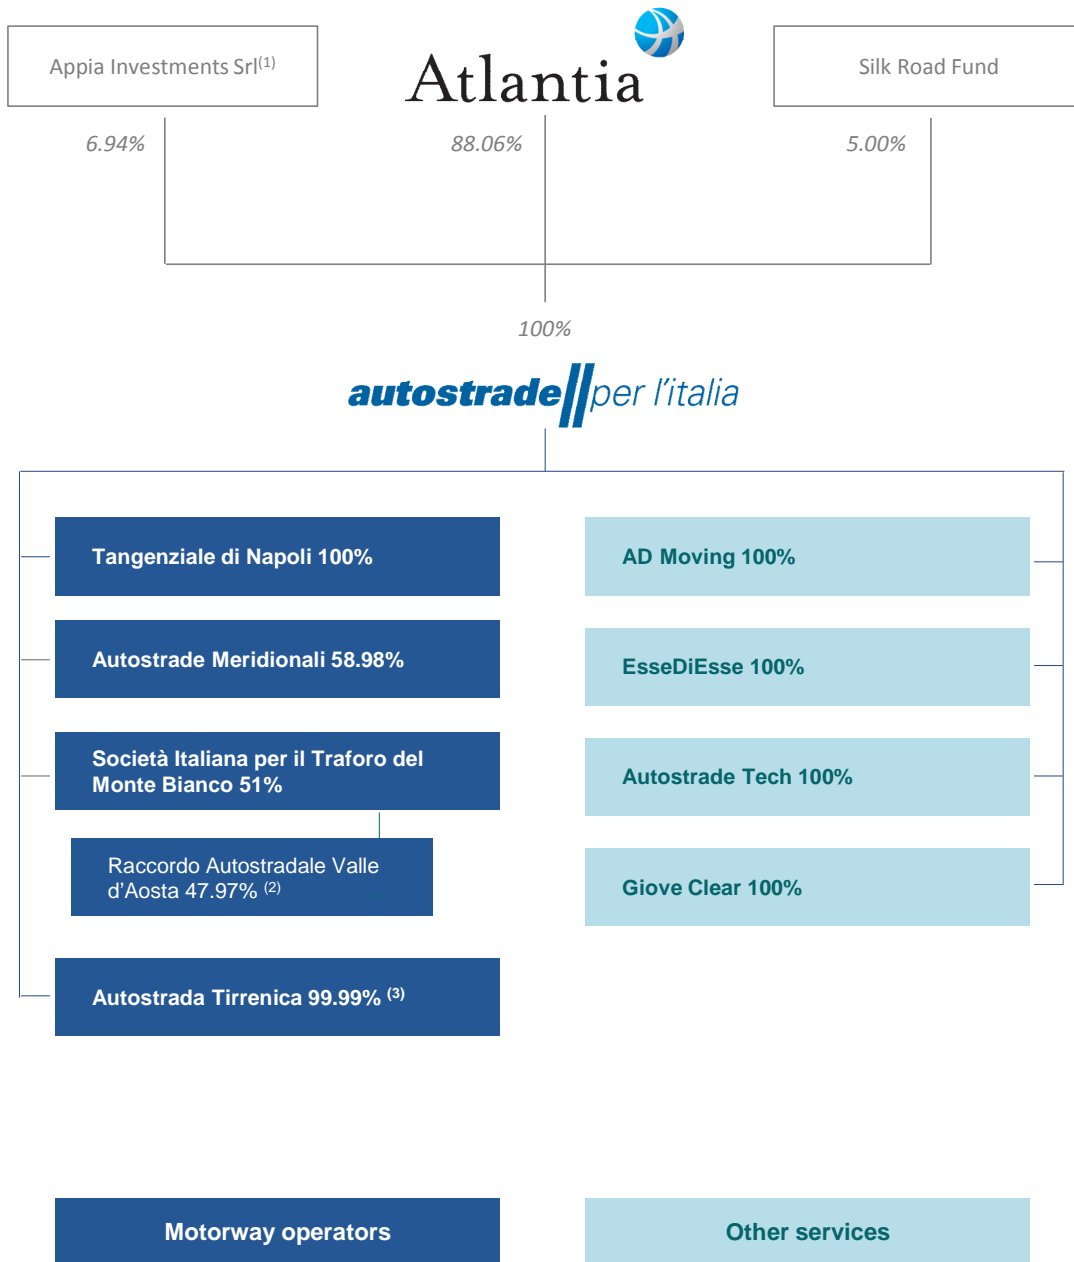 Appia Investments Srl(1)
Atlantia
Silk Road Fund
6.94%
88.06%
5.00%
100%
autostrade per l'italia
Tangenziale di Napoli 100%
Autostrade Meridionali 58.98%
Società Italiana per il Traforo del
Monte Bianco 51%
Raccordo Autostradale Valle
d'Aosta 47.97% (2)
Autostrada Tirrenica 99.99% (3)
AD Moving 100%
EsseDiEsse 100%
Autostrade Tech 100%
Giove Clear 100%
Motorway operators
Other services